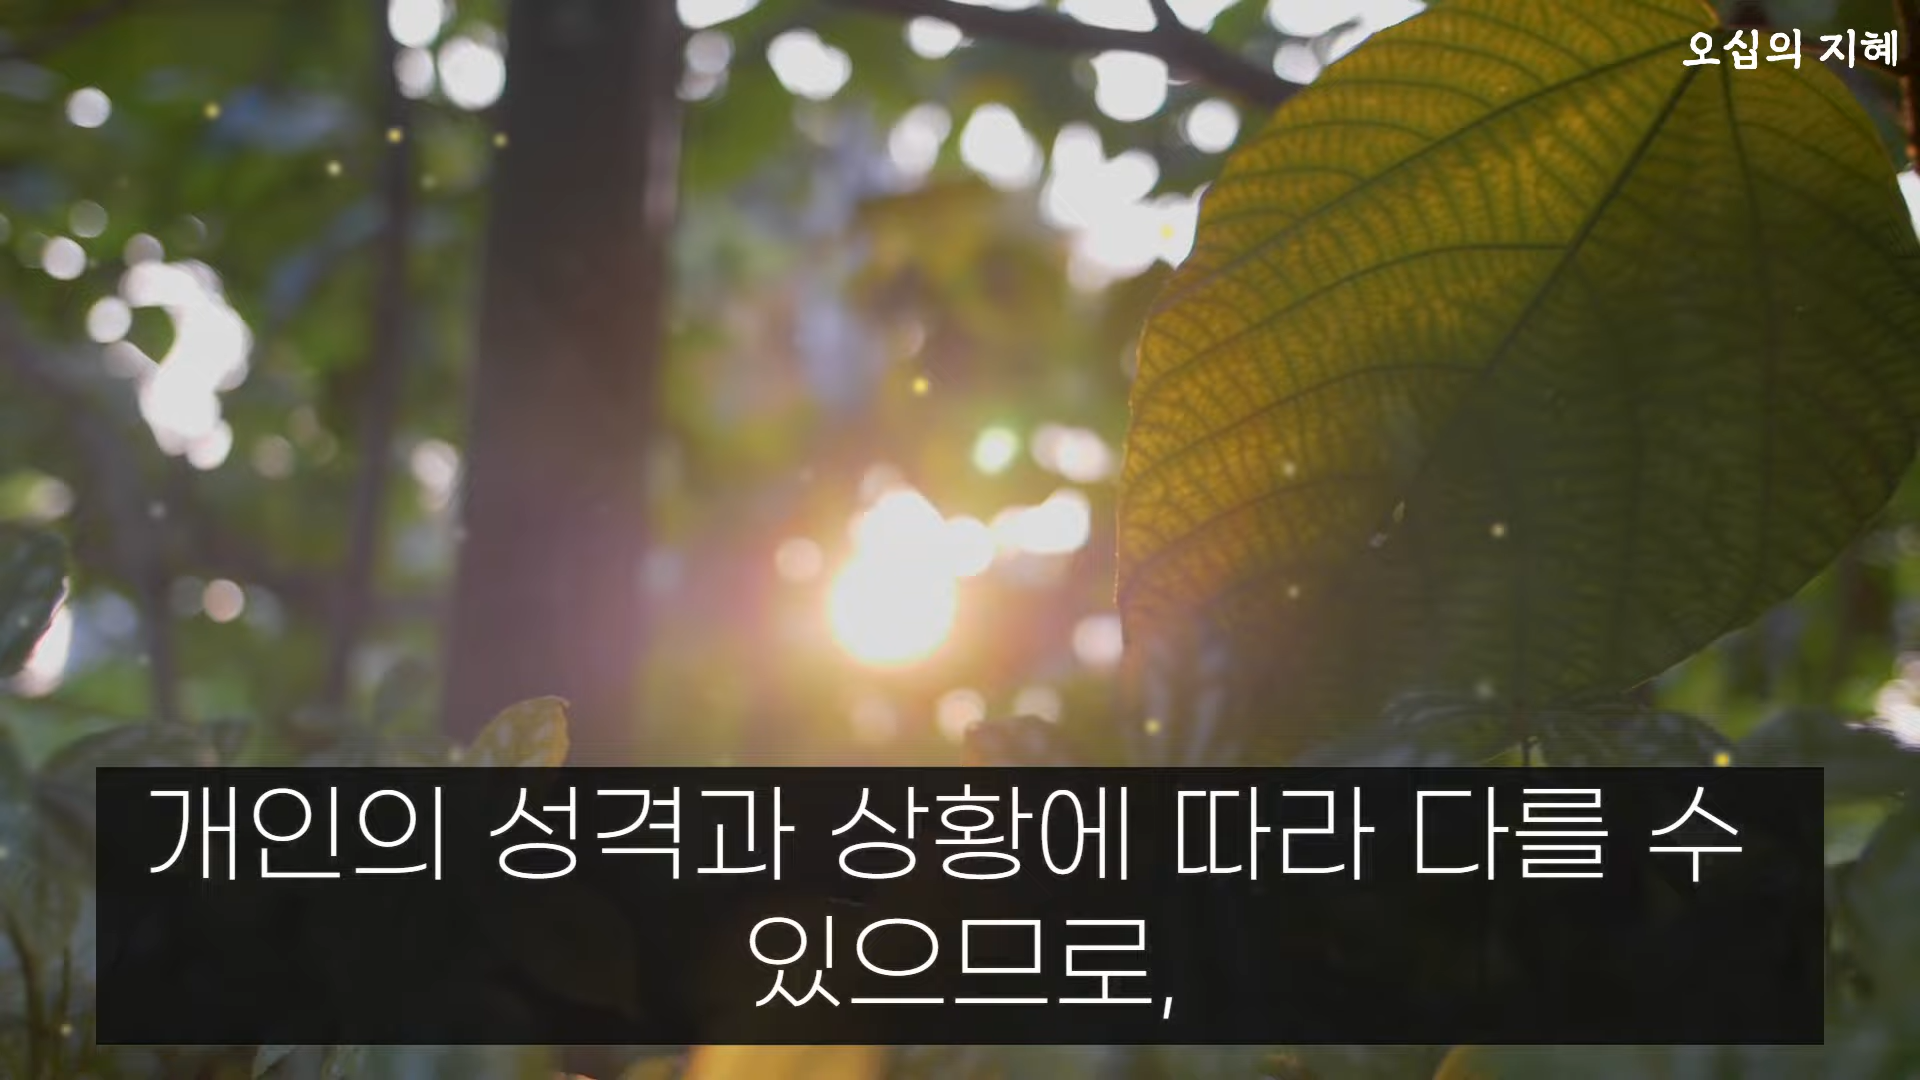 오십의 지혜
개인의 성격과 상황에 따라 다를 수
있으므로,